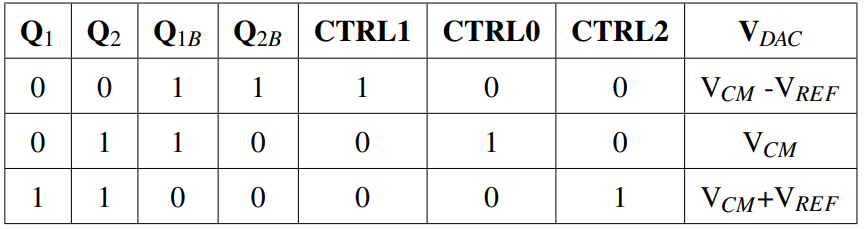 Q1 Q2 Q1B Q2B CTRL1 CTRL0 CTRL2 VDAC
0 0 1 1 1 0 0 VCM -VREF
0 1 1 0 0 1 0 VCM
1 1 0 0 0 0 1 VCM+VREF